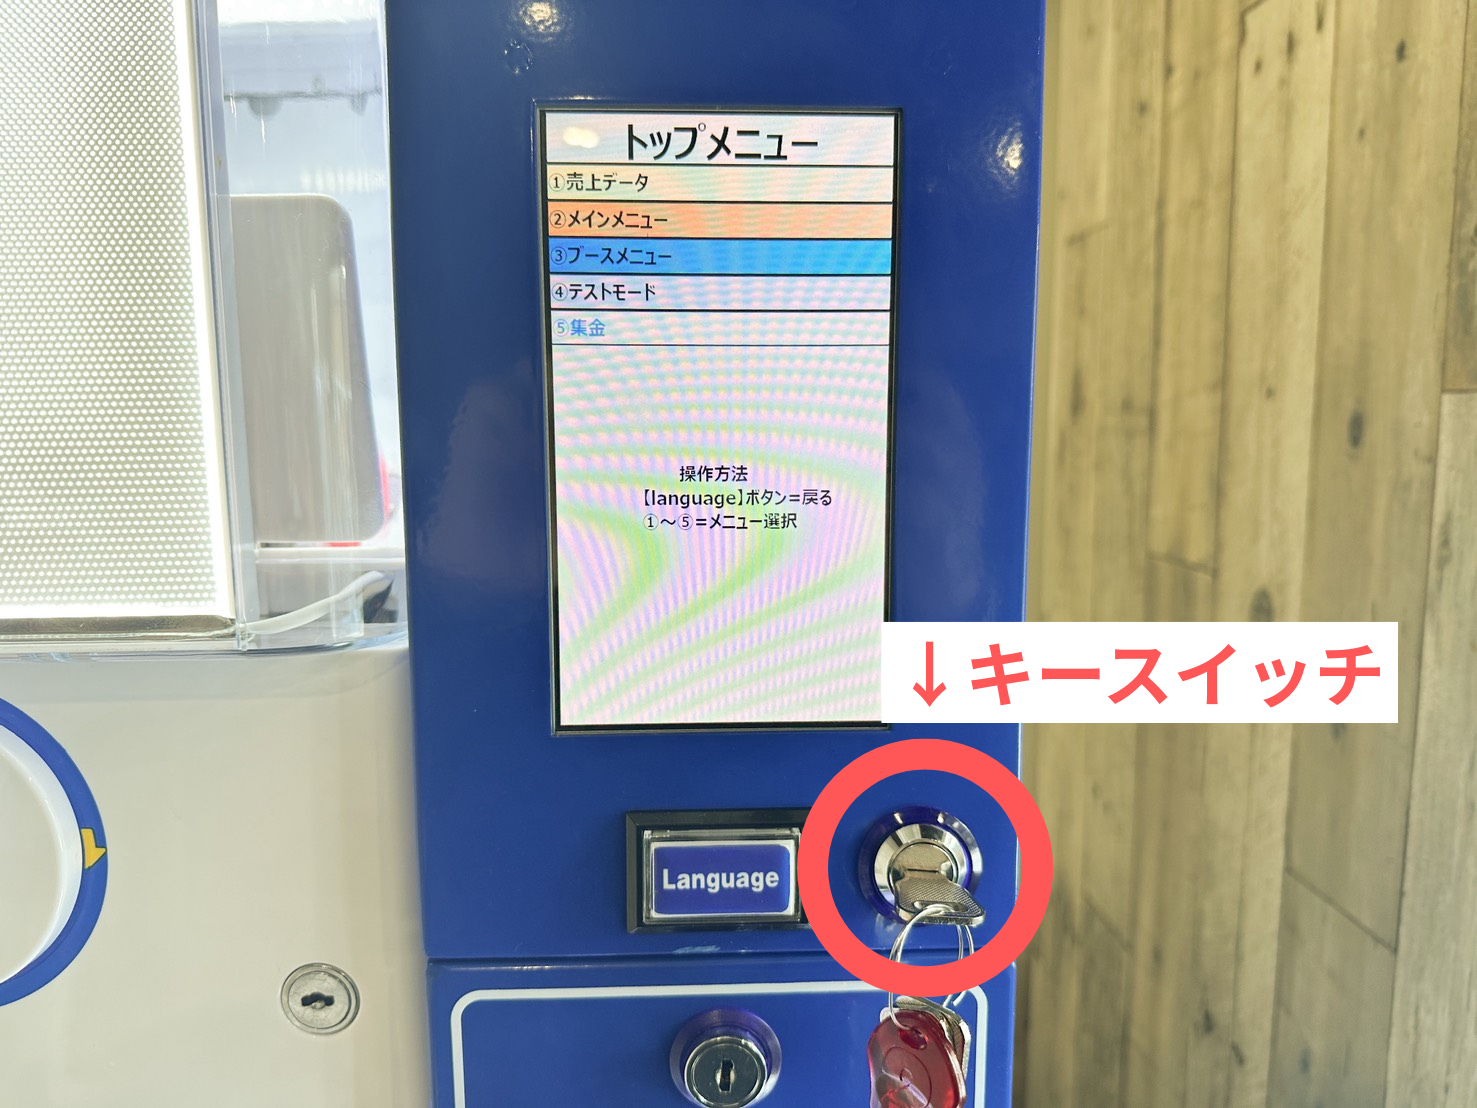 トップメニュー
①売上データ
②メインメニュー
③ブースメニュー
④テストモード
⑤集金
操作方法
【language】ボタン=戻る
①～⑤=メニュー選択
↓キースイッチ
Language